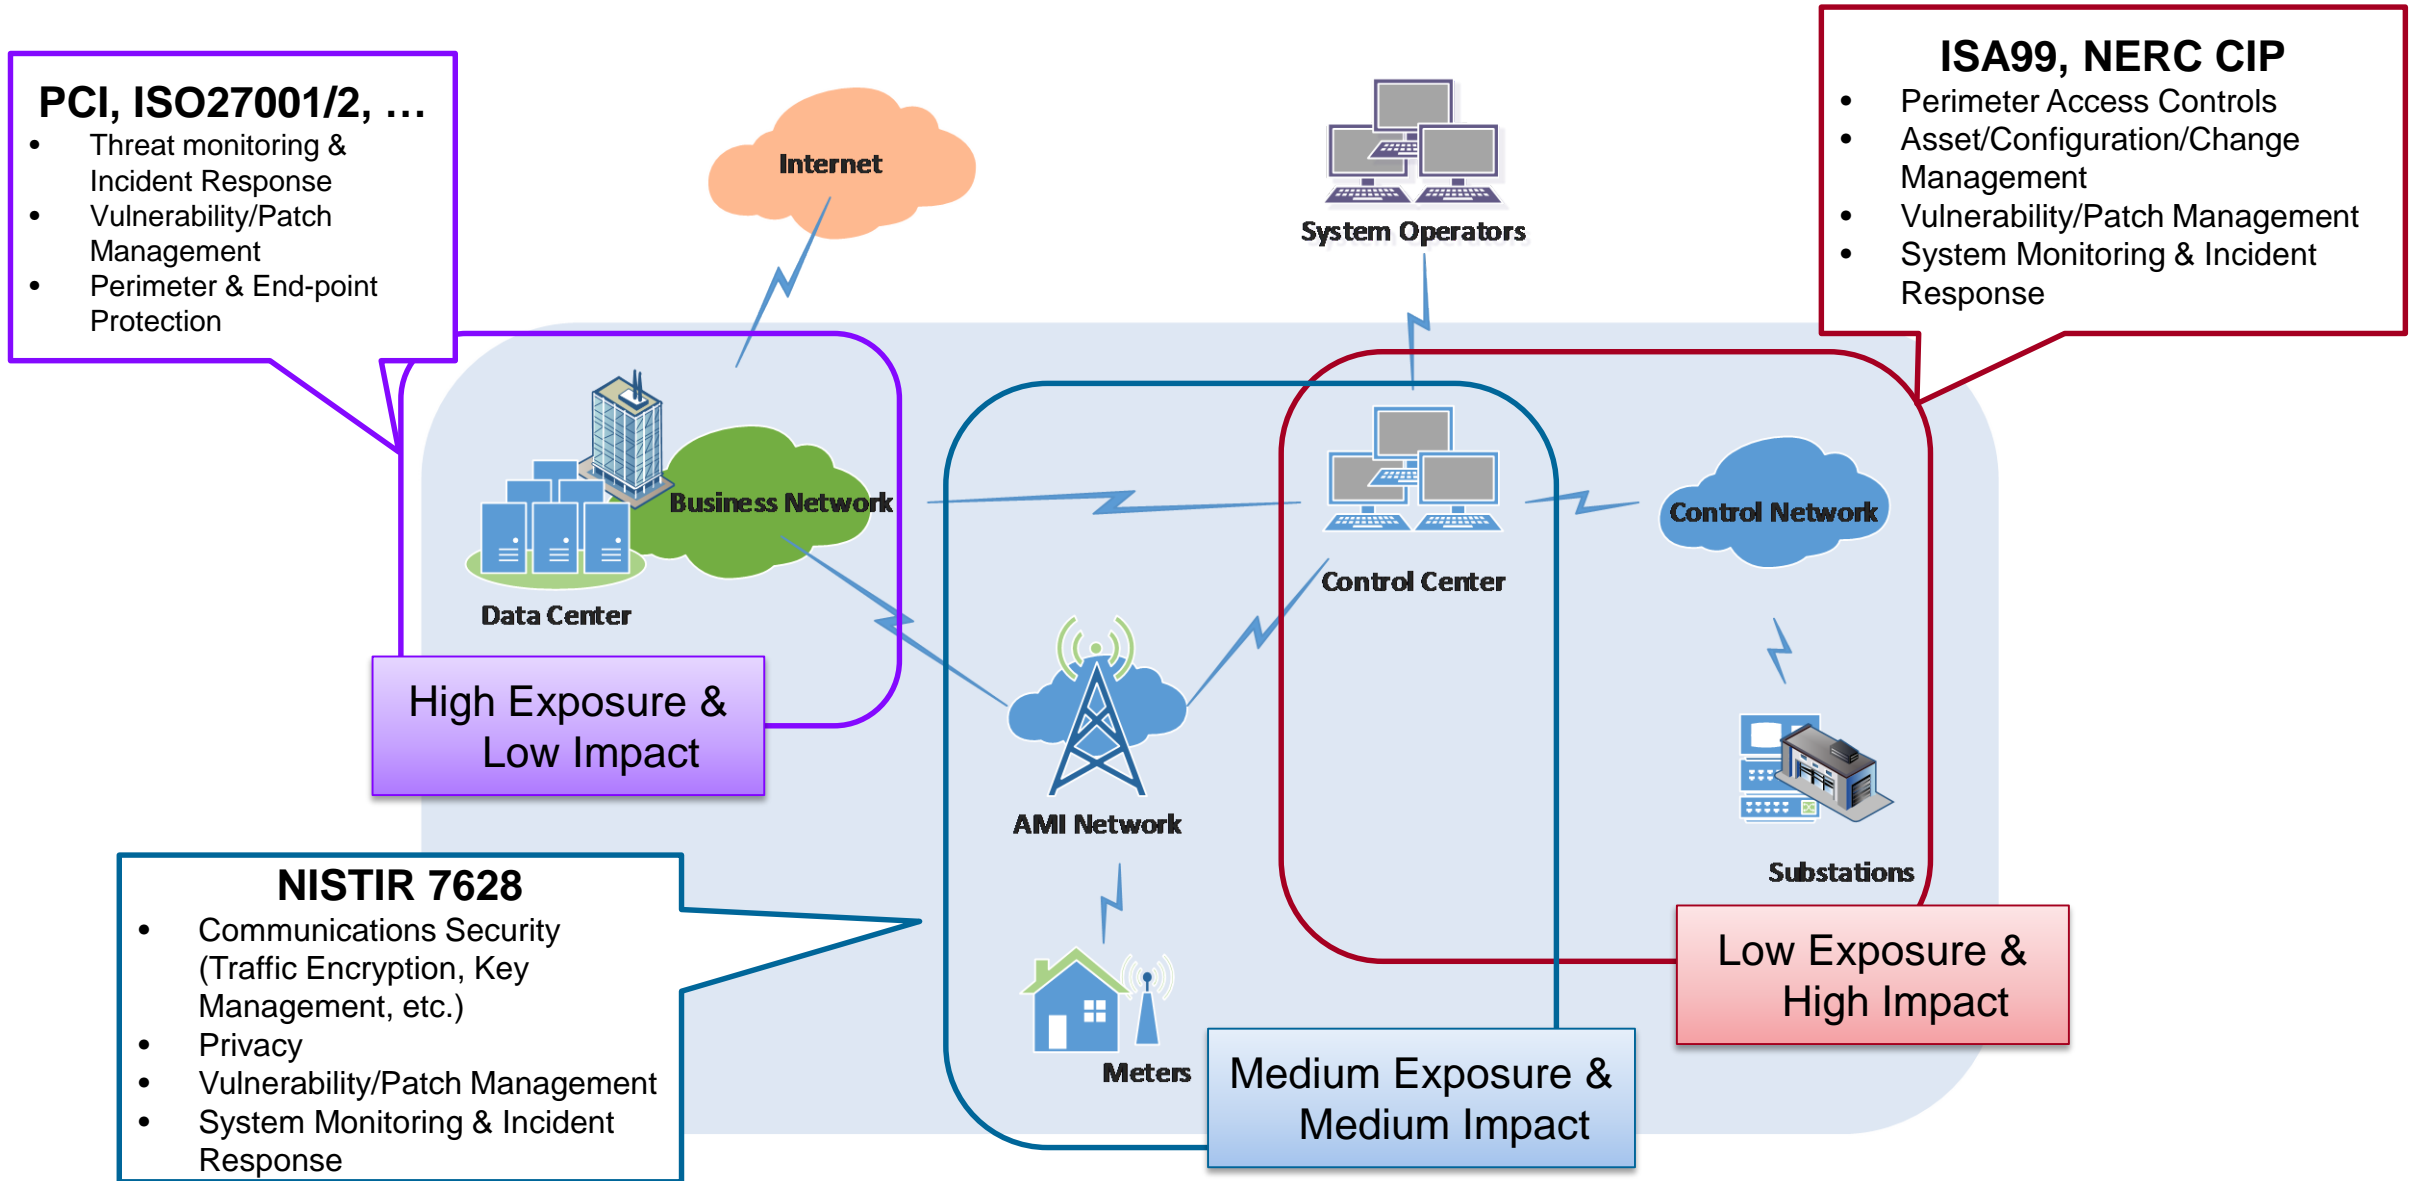 PCI, ISO27001/2, …
• Threat monitoring &
Incident Response
• Vulnerability/Patch
Management
• Perimeter & End-point
Protection
Internet
System Operators
ISA99, NERC CIP
• Perimeter Access Controls
• Asset/Configuration/Change
Management
• Vulnerability/Patch Management
• System Monitoring & Incident
Response
Business Network
Data Center
Control Center
Control Network
High Exposure &
Low Impact
AMI Network
Substations
NISTIR 7628
• Communications Security
(Traffic Encryption, Key
Management, etc.)
• Privacy
• Vulnerability/Patch Management
• System Monitoring & Incident
Response
Meters
Low Exposure &
High Impact
Medium Exposure &
Medium Impact